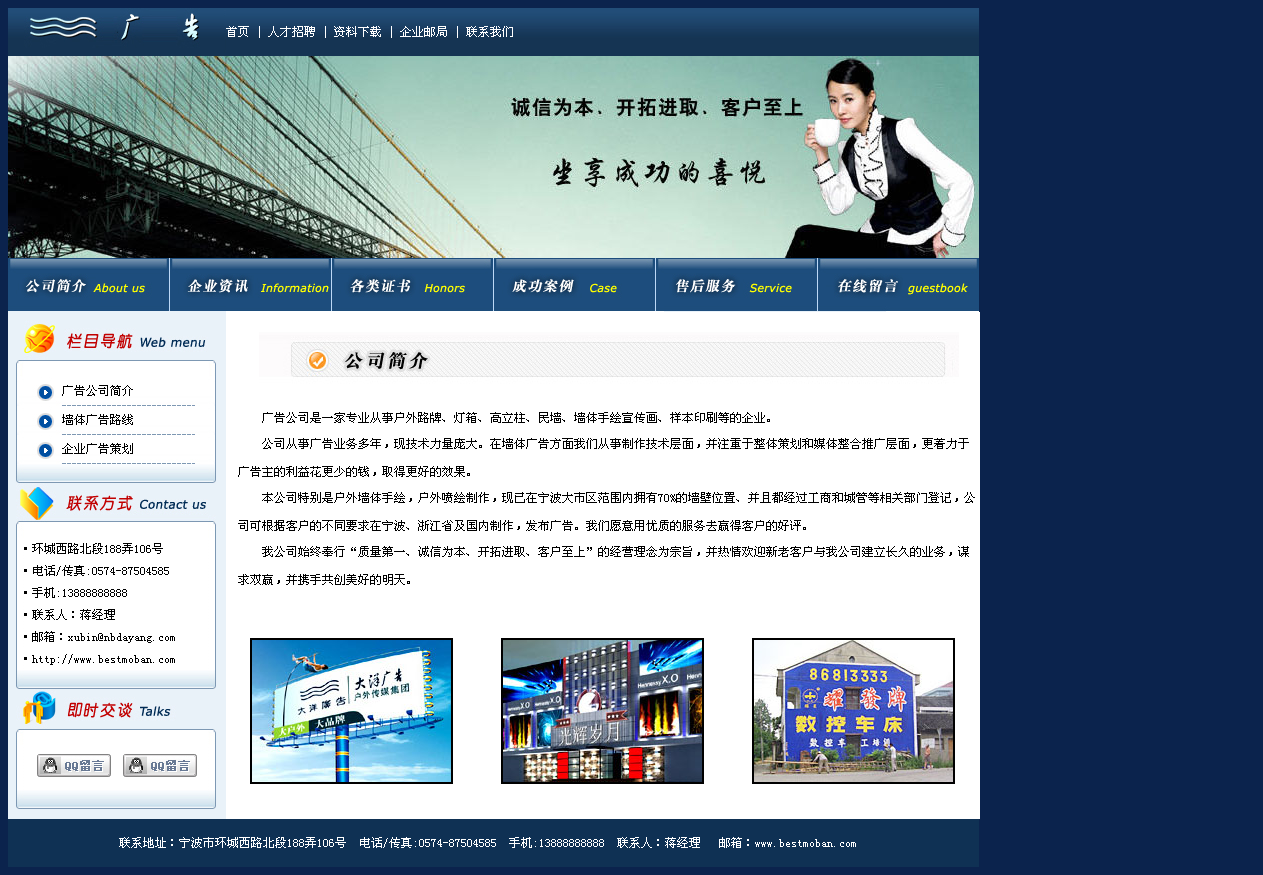 广告
首页 | 人才招聘 | 资料下载 | 企业邮局 | 联系我们
诚信为本、开拓进取、客户至上
坐享成功的喜悦
公司简介 About us 企业资讯 Information 各类证书 Honors 成功案例 Case 售后服务 Service 在线留言 guestbook
栏目导航 Web menu
广告公司简介
墙体广告路线
企业广告策划
联系方式 Contact us
环城西路北段188弄106号
电话/传真:0574-87504585
手机:13888888888
联系人：蒋经理
邮箱：xubin@nbdayang.com
http://www.bestmoban.com
即时交谈 Talks
QQ留言 QQ留言
公司简介
广告公司是一家专业从事户外路牌、灯箱、高立柱、民墙、墙体手绘宣传画、样本印刷等的企业。
公司从事广告业务多年，现技术力量庞大。在墙体广告方面我们从事制作技术层面，并注重于整体策划和媒体整合推广层面，更着力于
广告主的利益花更少的钱，取得更好的效果。
本公司特别是户外墙体手绘，户外喷绘制作，现已在宁波大市区范围内拥有70%的墙壁位置、并且都经过工商和城管等相关部门登记，公
司可根据客户的不同要求在宁波、浙江省及国内制作，发布广告。我们愿意用优质的服务去赢得客户的好评。
我公司始终奉行“质量第一、诚信为本、开拓进取、客户至上”的经营理念为宗旨，并热情欢迎新老客户与我公司建立长久的业务，谋
求双赢，并携手共创美好的明天。
大洋广告
户外传媒集团
大洋廣告
大户外 大品牌
Hennessy X.O
Hennessy X.O
X.O
光辉岁月
86813333
耀發牌
数控车床
联系地址：宁波市环城西路北段188弄106号 电话/传真:0574-87504585 手机:13888888888 联系人：蒋经理 邮箱：www.bestmoban.com